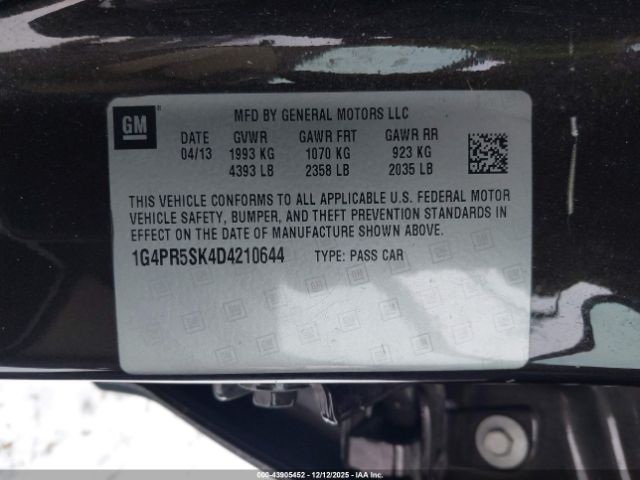 GM
MFD BY GENERAL MOTORS LLC
DATE GVWR GAWR FRT GAWR RR
04/13 1993 KG 1070 KG 923 KG
4393 LB 2358 LB 2035 LB
THIS VEHICLE CONFORMS TO ALL APPLICABLE U.S. FEDERAL MOTOR
VEHICLE SAFETY, BUMPER, AND THEFT PREVENTION STANDARDS IN
EFFECT ON THE DATE OF MANUFACTURE SHOWN ABOVE.
1G4PR5SK4D4210644 TYPE: PASS CAR
000-43905452 - 12/12/2025 - IAA Inc.